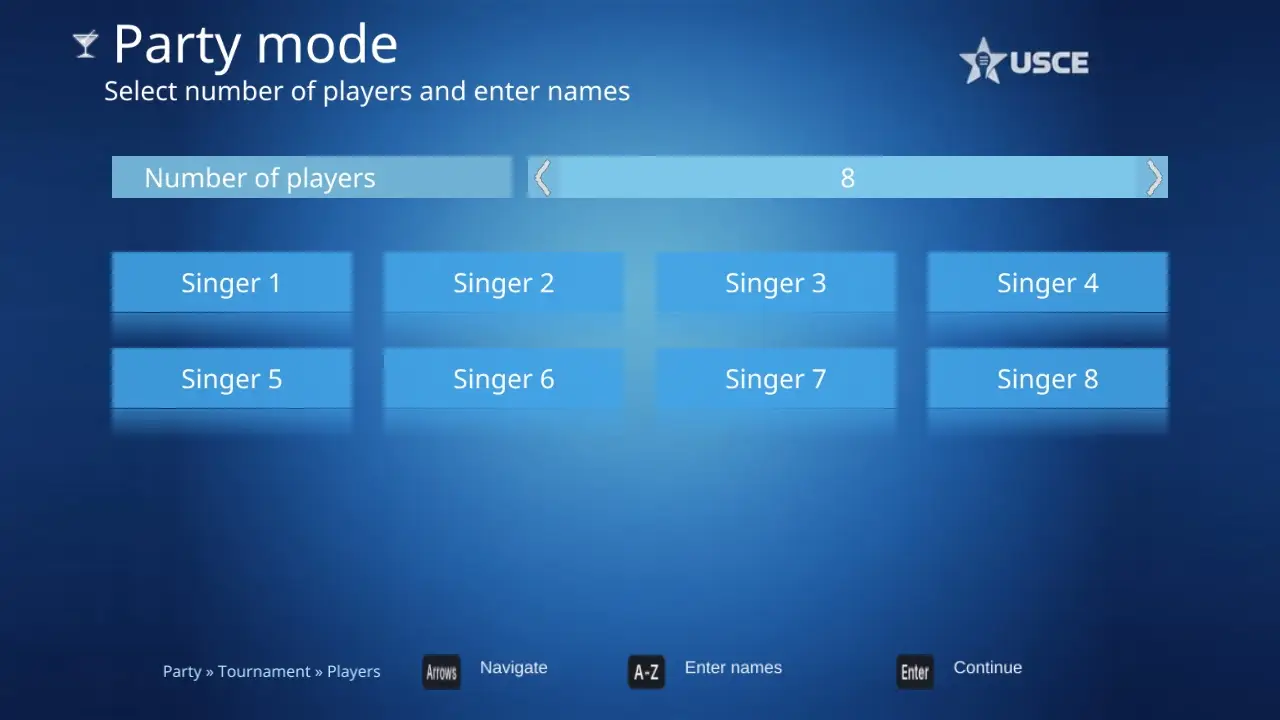 Party mode
USCE
Select number of players and enter names
Number of players 8
Singer 1 Singer 2 Singer 3 Singer 4
Singer 5 Singer 6 Singer 7 Singer 8
Party » Tournament » Players Arrows Navigate A-Z Enter names Enter Continue